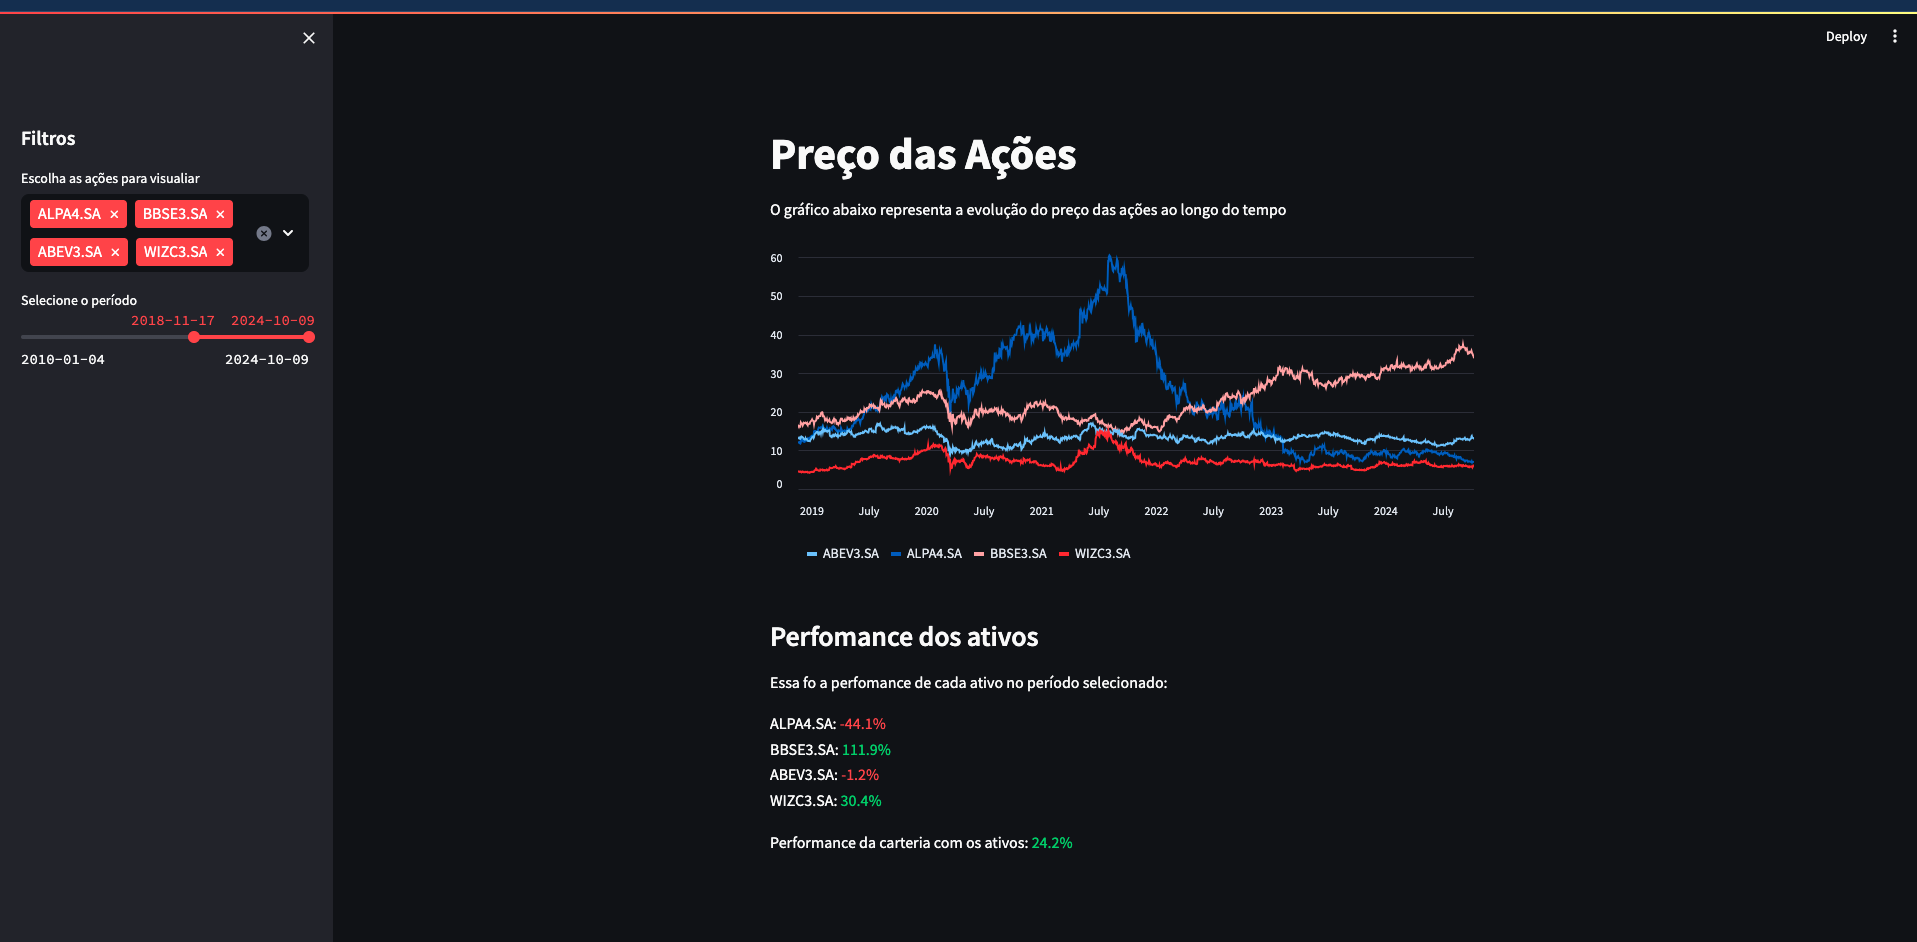 Deploy
Filtros
Escolha as ações para visualiar
ALPA4.SA BBSE3.SA
ABEV3.SA WIZC3.SA
Selecione o período
2018-11-17 2024-10-09
2010-01-04 2024-10-09
Preço das Ações
O gráfico abaixo representa a evolução do preço das ações ao longo do tempo
60
50
40
30
20
10
0
2019 July 2020 July 2021 July 2022 July 2023 July 2024 July
ABEV3.SA ALPA4.SA BBSE3.SA WIZC3.SA
Perfomance dos ativos
Essa fo a perfomance de cada ativo no período selecionado:
ALPA4.SA: -44.1%
BBSE3.SA: 111.9%
ABEV3.SA: -1.2%
WIZC3.SA: 30.4%
Performance da carteria com os ativos: 24.2%